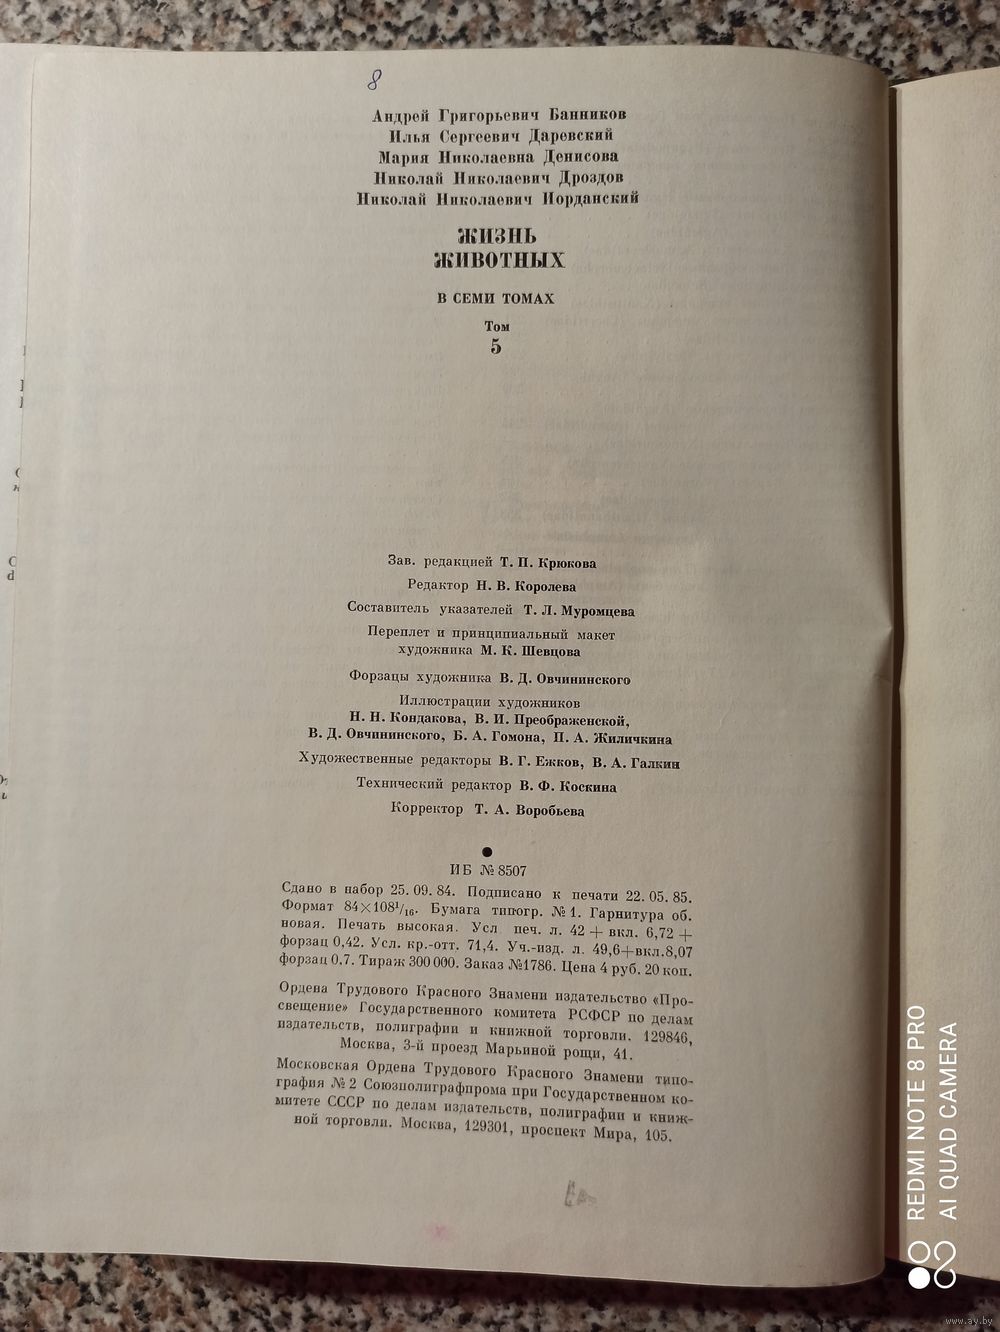 8
Андрей Григорьевич Банников
Илья Сергеевич Даревский
Мария Николаевна Денисова
Николай Николаевич Дроздов
Николай Николаевич Иорданский
ЖИЗНЬ
ЖИВОТНЫХ
В СЕМИ ТОМАХ
Том
5
Зав. редакцией Т. П. Крюкова
Редактор Н. В. Королева
Составитель указателей Т. Л. Муромцева
Переплет и принципиальный макет
художника М. К. Шевцова
Форзацы художника В. Д. Овчининского
Иллюстрации художников
Н. Н. Кондакова, В. И. Преображенской,
В. Д. Овчининского, Б. А. Гомона, П. А. Жиличкина
Художественные редакторы В. Г. Ежков, В. А. Галкин
Технический редактор В. Ф. Коскина
Корректор Т. А. Воробьева
ИБ № 8507
Сдано в набор 25.09.84. Подписано к печати 22.05.85.
Формат 84×108¹/₁₆. Бумага типогр. № 1. Гарнитура об.
новая. Печать высокая. Усл печ. л. 42 + вкл. 6,72 +
форзац 0,42. Усл. кр.-отт. 71,4. Уч.-изд. л. 49,6+вкл.8,07
форзац 0.7. Тираж 300 000. Заказ №1786. Цена 4 руб. 20 коп.
Ордена Трудового Красного Знамени издательство «Про-
свещение» Государственного комитета РСФСР по делам
издательств, полиграфии и книжной торговли. 129846,
Москва, 3-й проезд Марьиной рощи, 41.
Московская Ордена Трудового Красного Знамени типо-
графия № 2 Союзполиграфпрома при Государственном ко-
митете СССР по делам издательств, полиграфии и книж-
ной торговли. Москва, 129301, проспект Мира, 105.
REDMI NOTE 8 PRO
AI QUAD CAMERA
www.ay.by